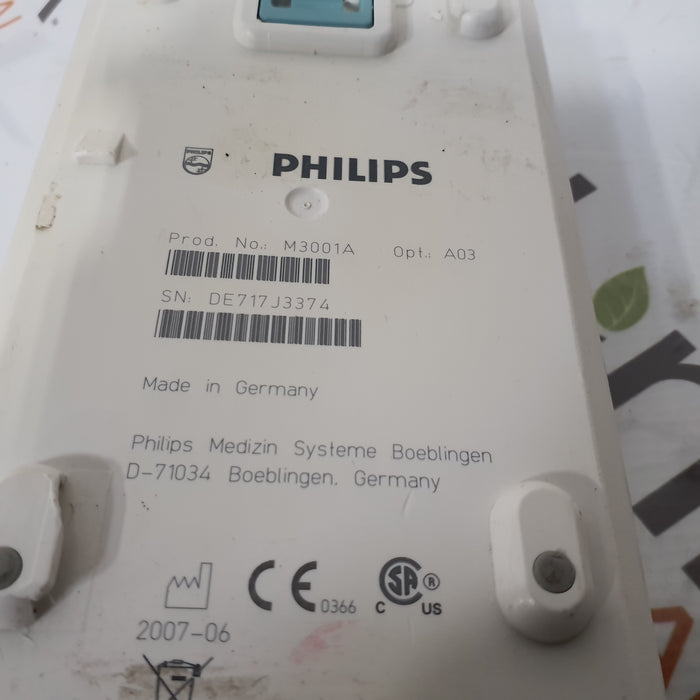 PHILIPS
Prod. No.: M3001A Opt.: A03
SN: DE717J3374
Made in Germany
Philips Medizin Systeme Boeblingen
D-71034 Boeblingen. Germany
CE 0366
SA ®
C US
2007-06